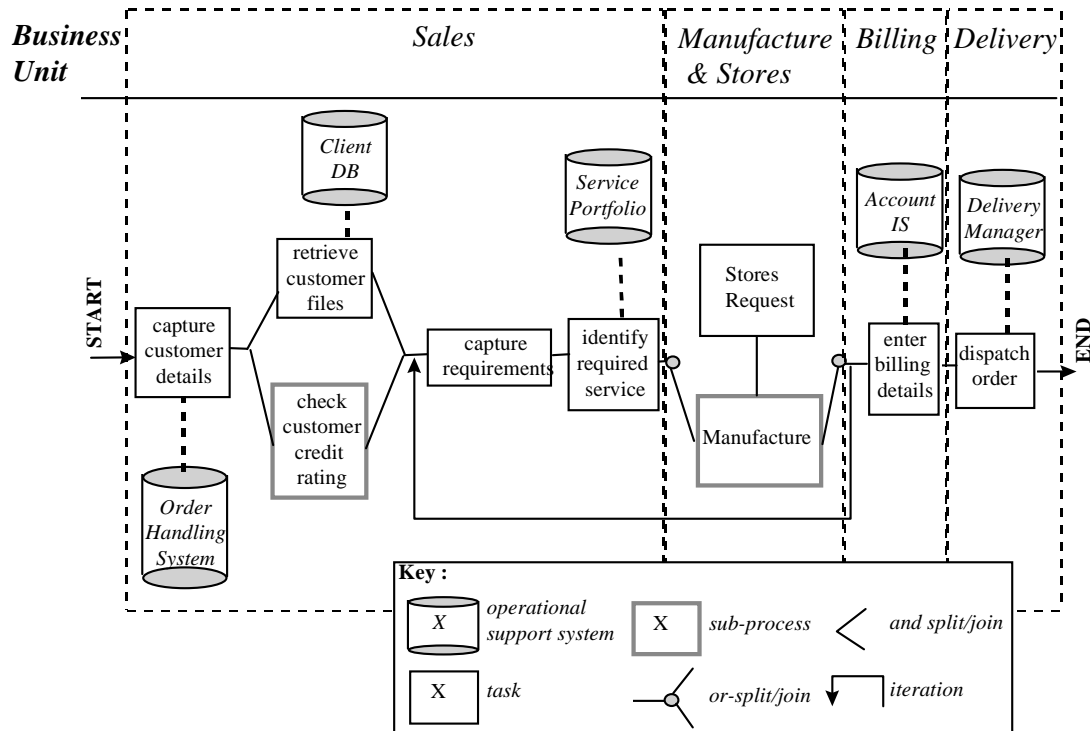 Business
Unit
Sales
Manufacture
& Stores
Billing
Delivery
Client
DB
Service
Portfolio
Account
IS
Delivery
Manager
START
capture
customer
details
retrieve
customer
files
check
customer
credit
rating
capture
requirements
identify
required
service
Stores
Request
Manufacture
enter
billing
details
dispatch
order
END
Order
Handling
System
Key :
X
operational
support system
X
sub-process
and split/join
X
task
or-split/join
iteration